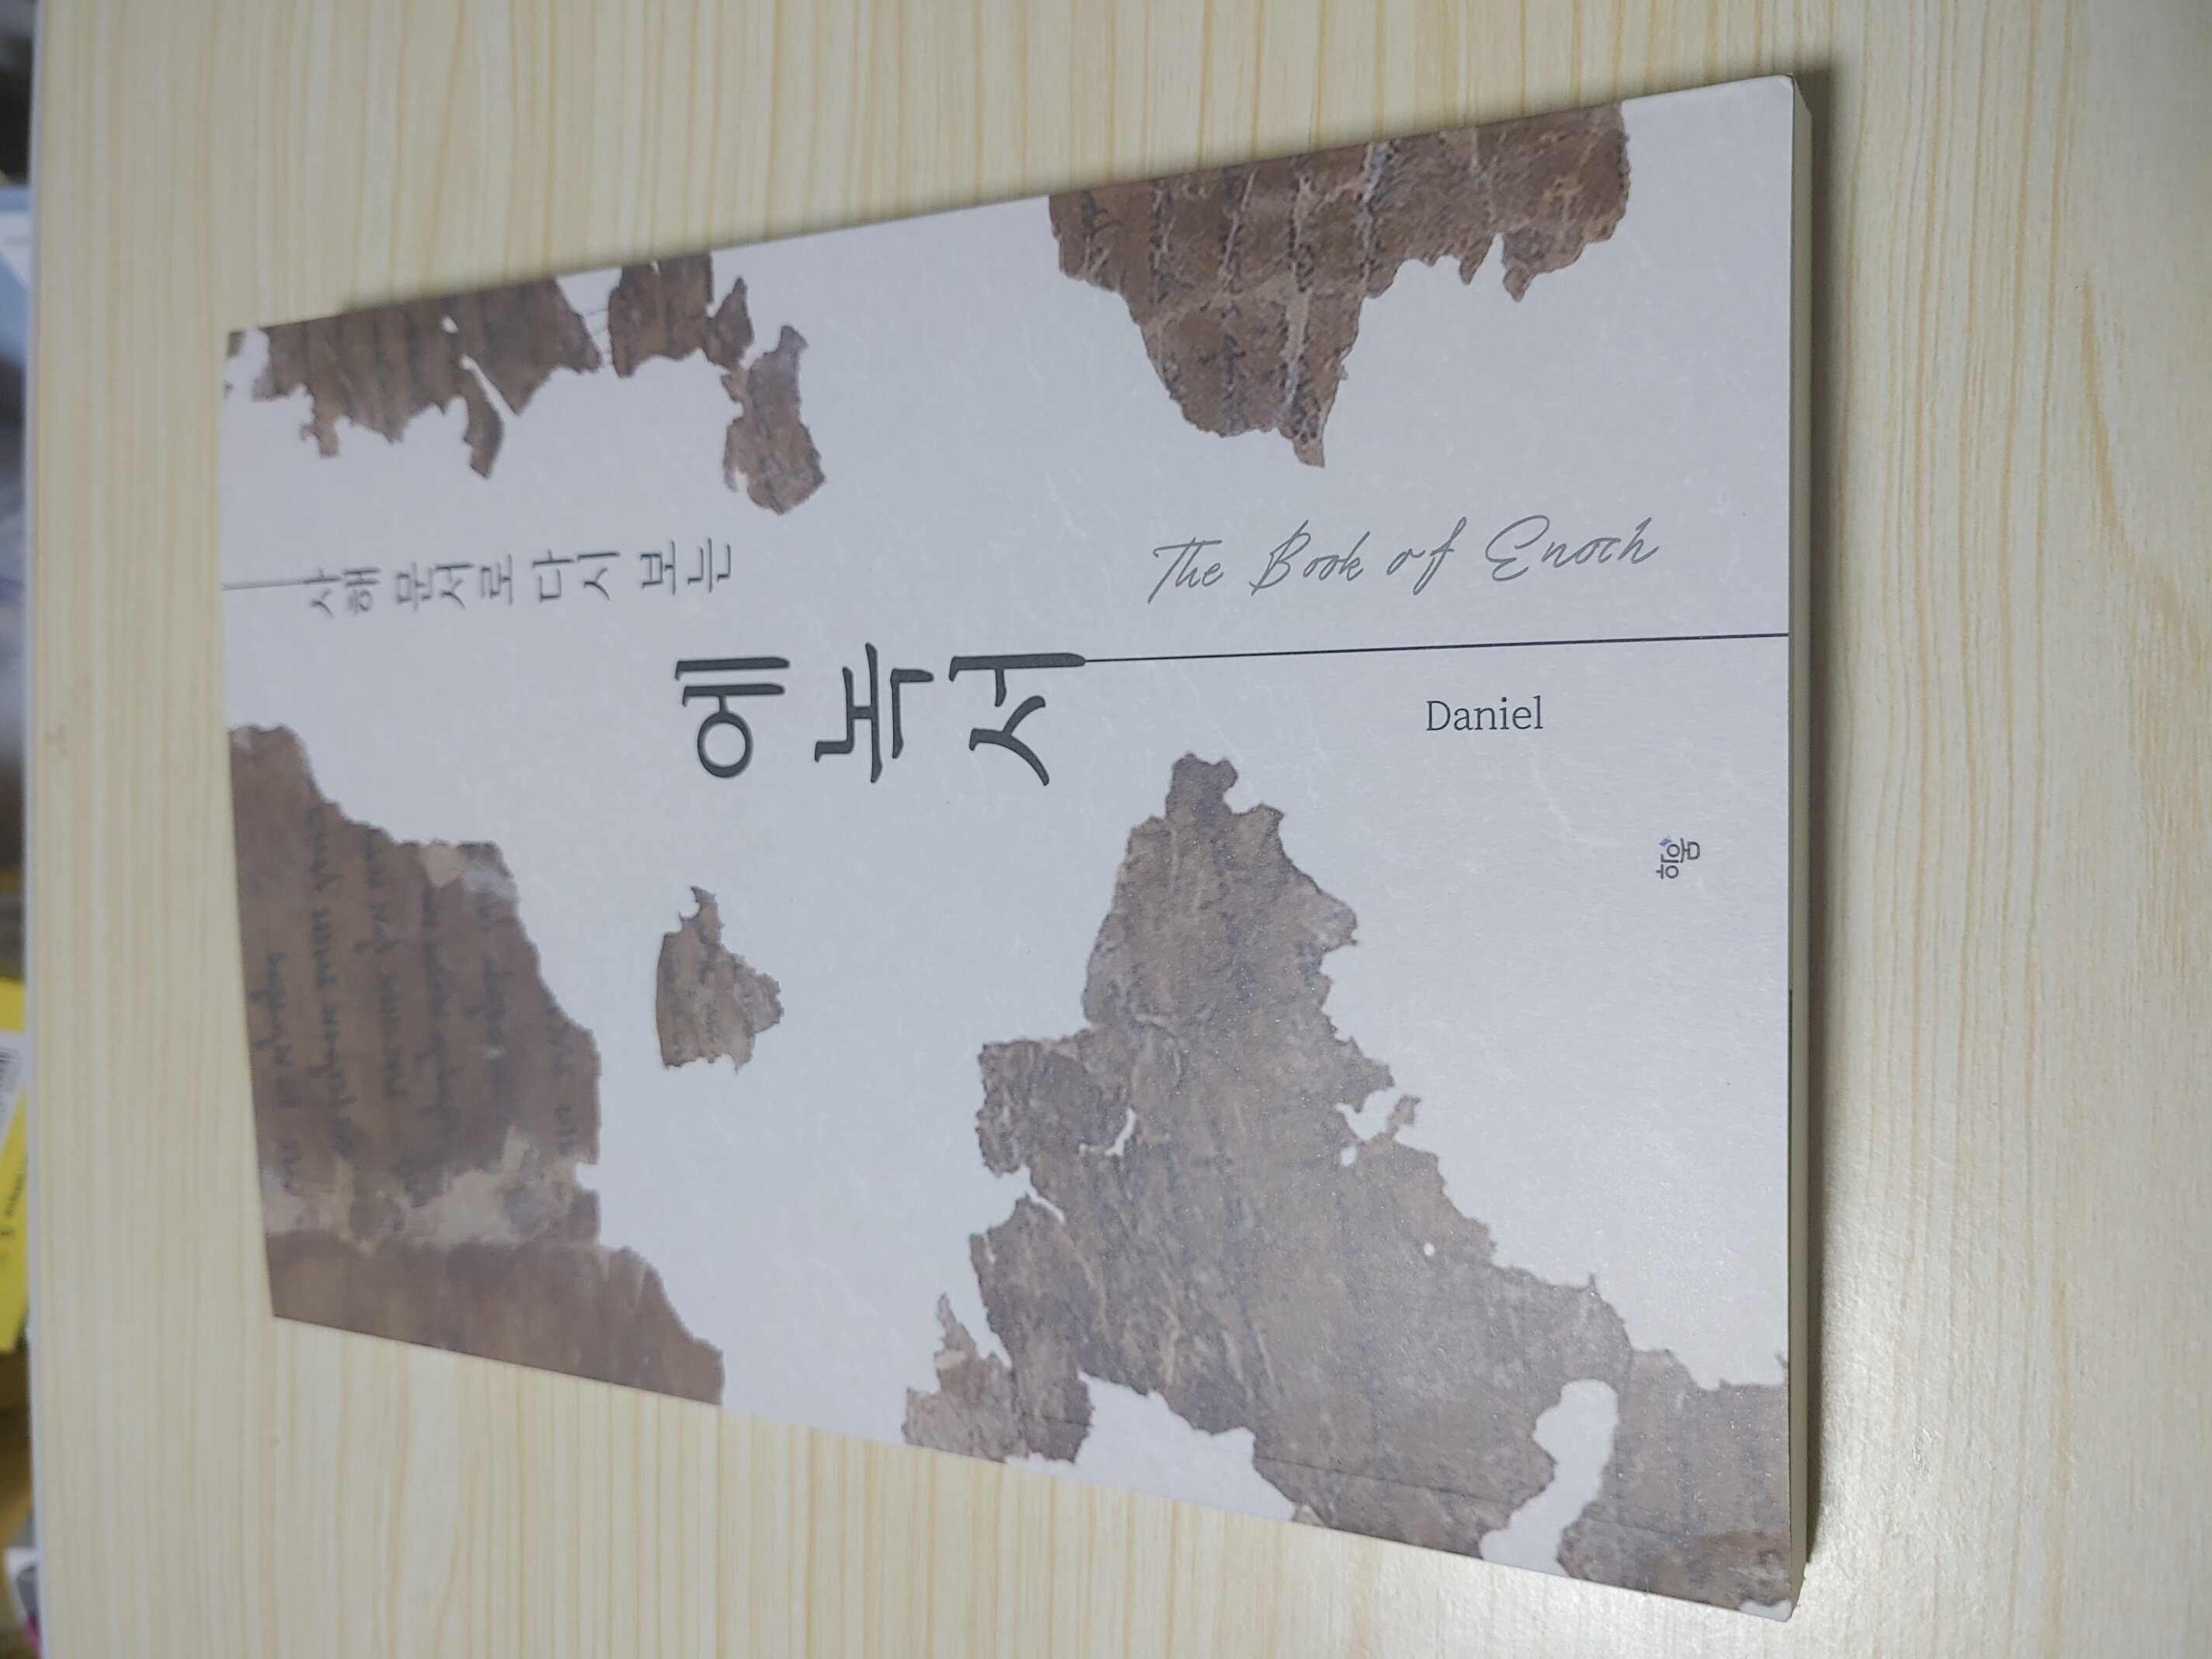 사해 문서로 다시 보는
에녹서
The Book of Enoch
Daniel
하움